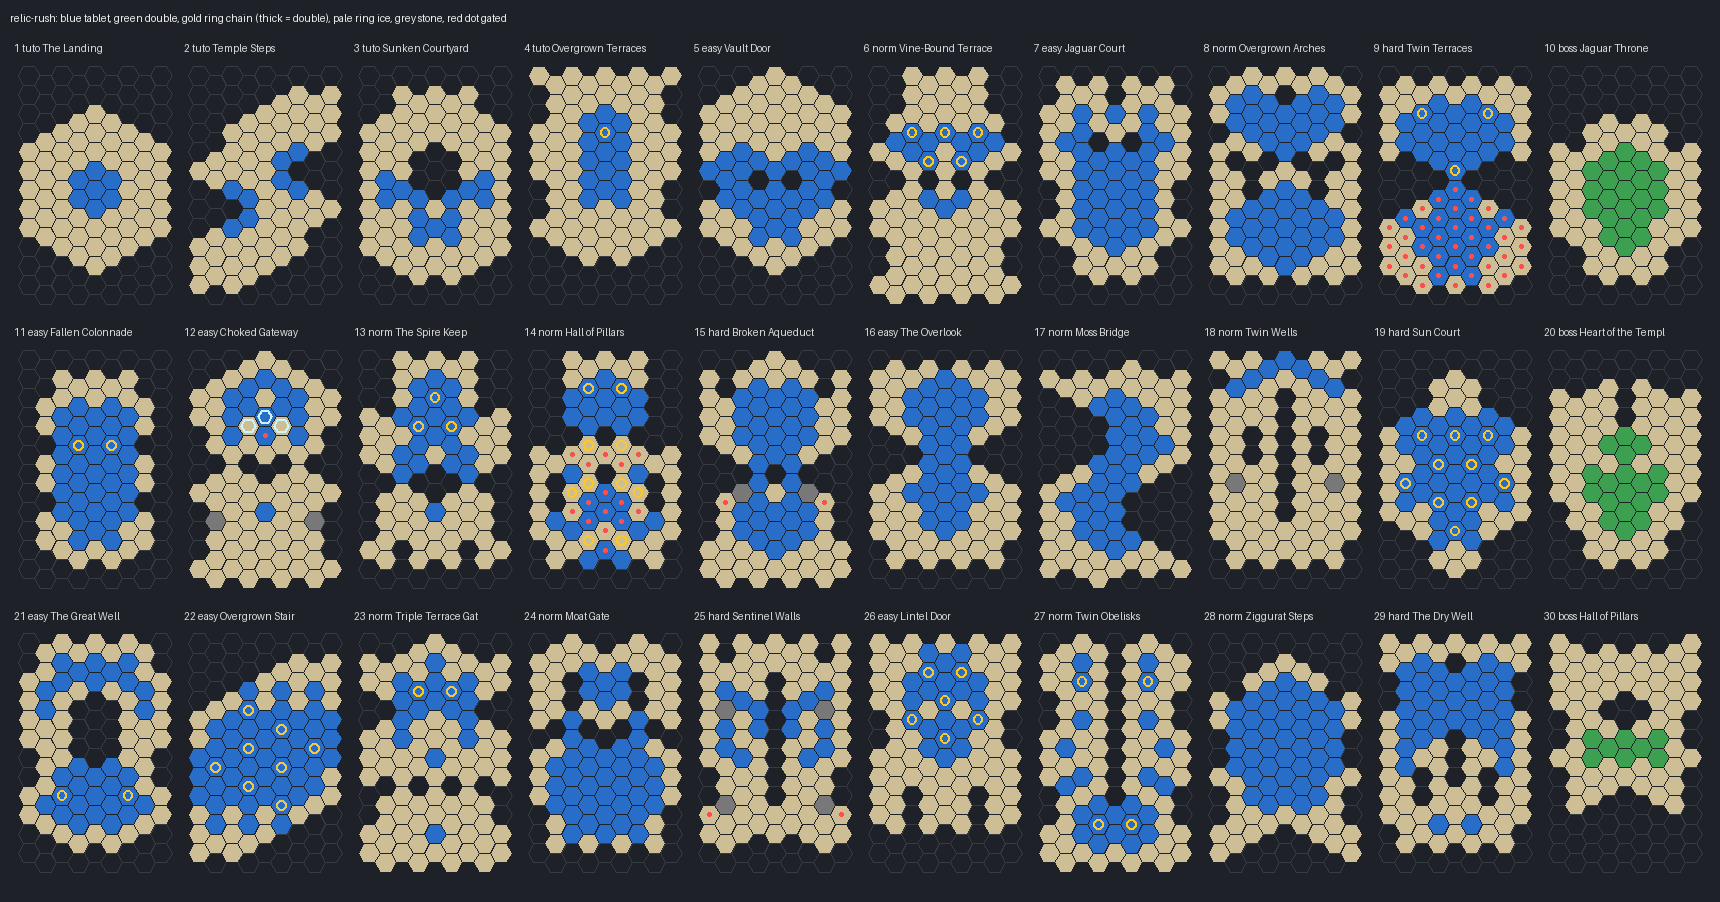 relic-rush: blue tablet, green double, gold ring chain (thick = double), pale ring ice, grey stone, red dot gated
1 tuto The Landing
2 tuto Temple Steps
3 tuto Sunken Courtyard
4 tuto Overgrown Terraces
5 easy Vault Door
6 norm Vine-Bound Terrace
7 easy Jaguar Court
8 norm Overgrown Arches
9 hard Twin Terraces
10 boss Jaguar Throne
11 easy Fallen Colonnade
12 easy Choked Gateway
13 norm The Spire Keep
14 norm Hall of Pillars
15 hard Broken Aqueduct
16 easy The Overlook
17 norm Moss Bridge
18 norm Twin Wells
19 hard Sun Court
20 boss Heart of the Templ
21 easy The Great Well
22 easy Overgrown Stair
23 norm Triple Terrace Gat
24 norm Moat Gate
25 hard Sentinel Walls
26 easy Lintel Door
27 norm Twin Obelisks
28 norm Ziggurat Steps
29 hard The Dry Well
30 boss Hall of Pillars